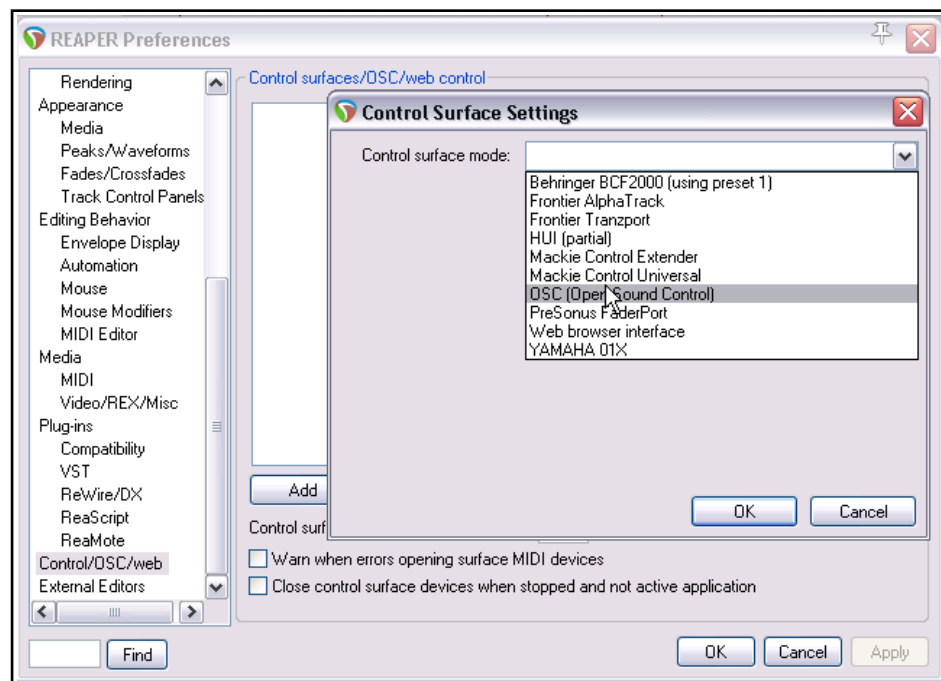 REAPER Preferences
Rendering
Appearance
Media
Peaks/Waveforms
Fades/Crossfades
Track Control Panels
Editing Behavior
Envelope Display
Automation
Mouse
Mouse Modifiers
MIDI Editor
Media
MIDI
Video/REX/Misc
Plug-ins
Compatibility
VST
ReWire/DX
ReaScript
ReaMote
Control/OSC/web
External Editors
Find
Control surfaces/OSC/web control
Control Surface Settings
Control surface mode:
Behringer BCF2000 (using preset 1)
Frontier AlphaTrack
Frontier Tranzport
HUI (partial)
Mackie Control Extender
Mackie Control Universal
OSC (Open Sound Control)
PreSonus FaderPort
Web browser interface
YAMAHA 01X
OK Cancel
Add
Control surf
Warn when errors opening surface MIDI devices
Close control surface devices when stopped and not active application
OK Cancel Apply